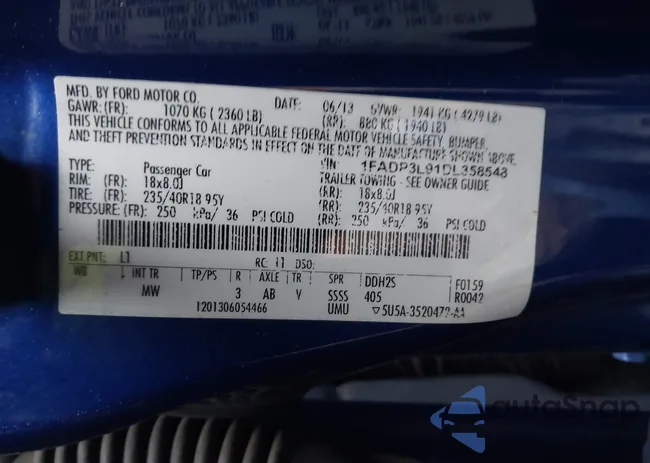 MFD. BY FORD MOTOR CO.
DATE: 06/13 GVWR: 1941 KG (4279 LB)
GAWR: (FR): 1070 KG (2360 LB) (RR): 880 KG (1940 LB)
THIS VEHICLE CONFORMS TO ALL APPLICABLE FEDERAL MOTOR VEHICLE SAFETY, BUMPER,
AND THEFT PREVENTION STANDARDS IN EFFECT ON THE DATE OF MANUFACTURE SHOWN ABOVE.
VIN: 1FADP3L91DL358543
TYPE: Passenger Car TRAILER TOWING - SEE OWNER GUIDE
RIM: (FR): 18x8.0J (RR): 18x8.0J
TIRE: (FR): 235/40R18 95Y (RR): 235/40R18 95Y
PRESSURE: (FR): 250 kPa/ 36 PSI COLD (RR): 250 kPa/ 36 PSI COLD
EXT PNT: L1 RC: 11 DSO:
WB INT TR TP/PS R AXLE TR SPR DDH2S F0159
MW 3 AB V SSSS 405 R0042
1201306054466 UMU ▽5U5A-3520472-AA
autoSnap